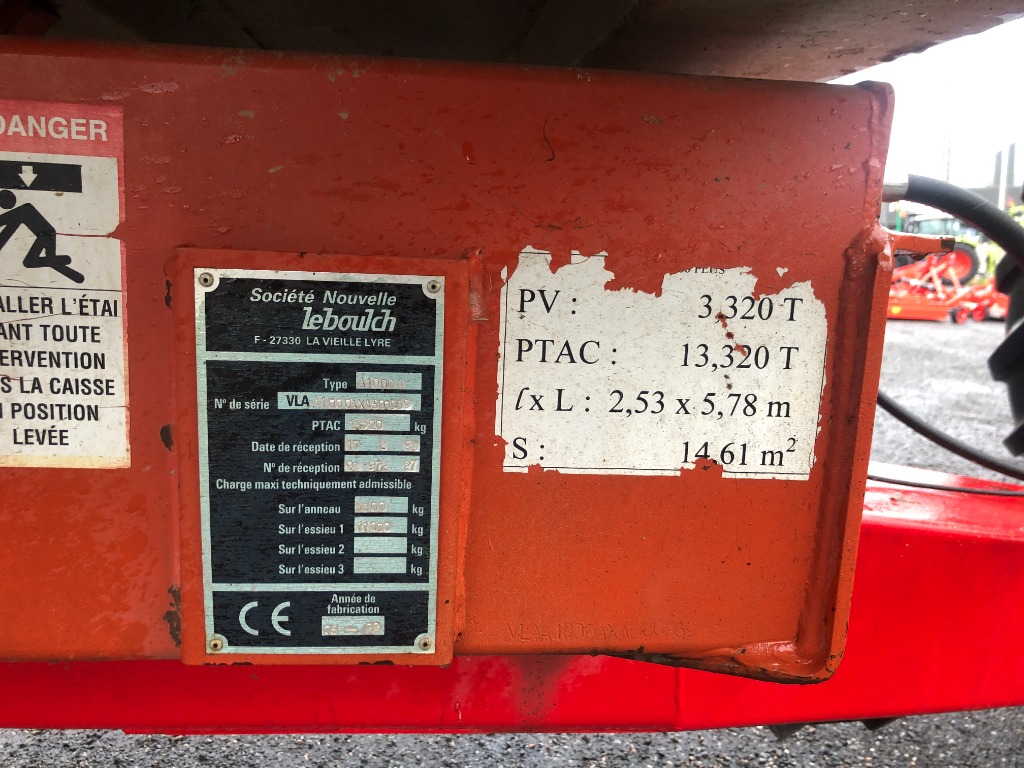 DANGER
ALLER L'ÉTAI
ANT TOUTE
ERVENTION
S LA CAISSE
POSITION
LEVÉE
Société Nouvelle
leboulch
F - 27330 LA VIEILLE LYRE
Type
N° de série VLA
PTAC kg
Date de réception
N° de réception
Charge maxi techniquement admissible
Sur l'anneau kg
Sur l'essieu 1 11000 kg
Sur l'essieu 2 kg
Sur l'essieu 3 kg
CE
Année de
fabrication
PV : 3,320 T
PTAC : 13,320 T
l x L : 2,53 x 5,78 m
S : 14,61 m²